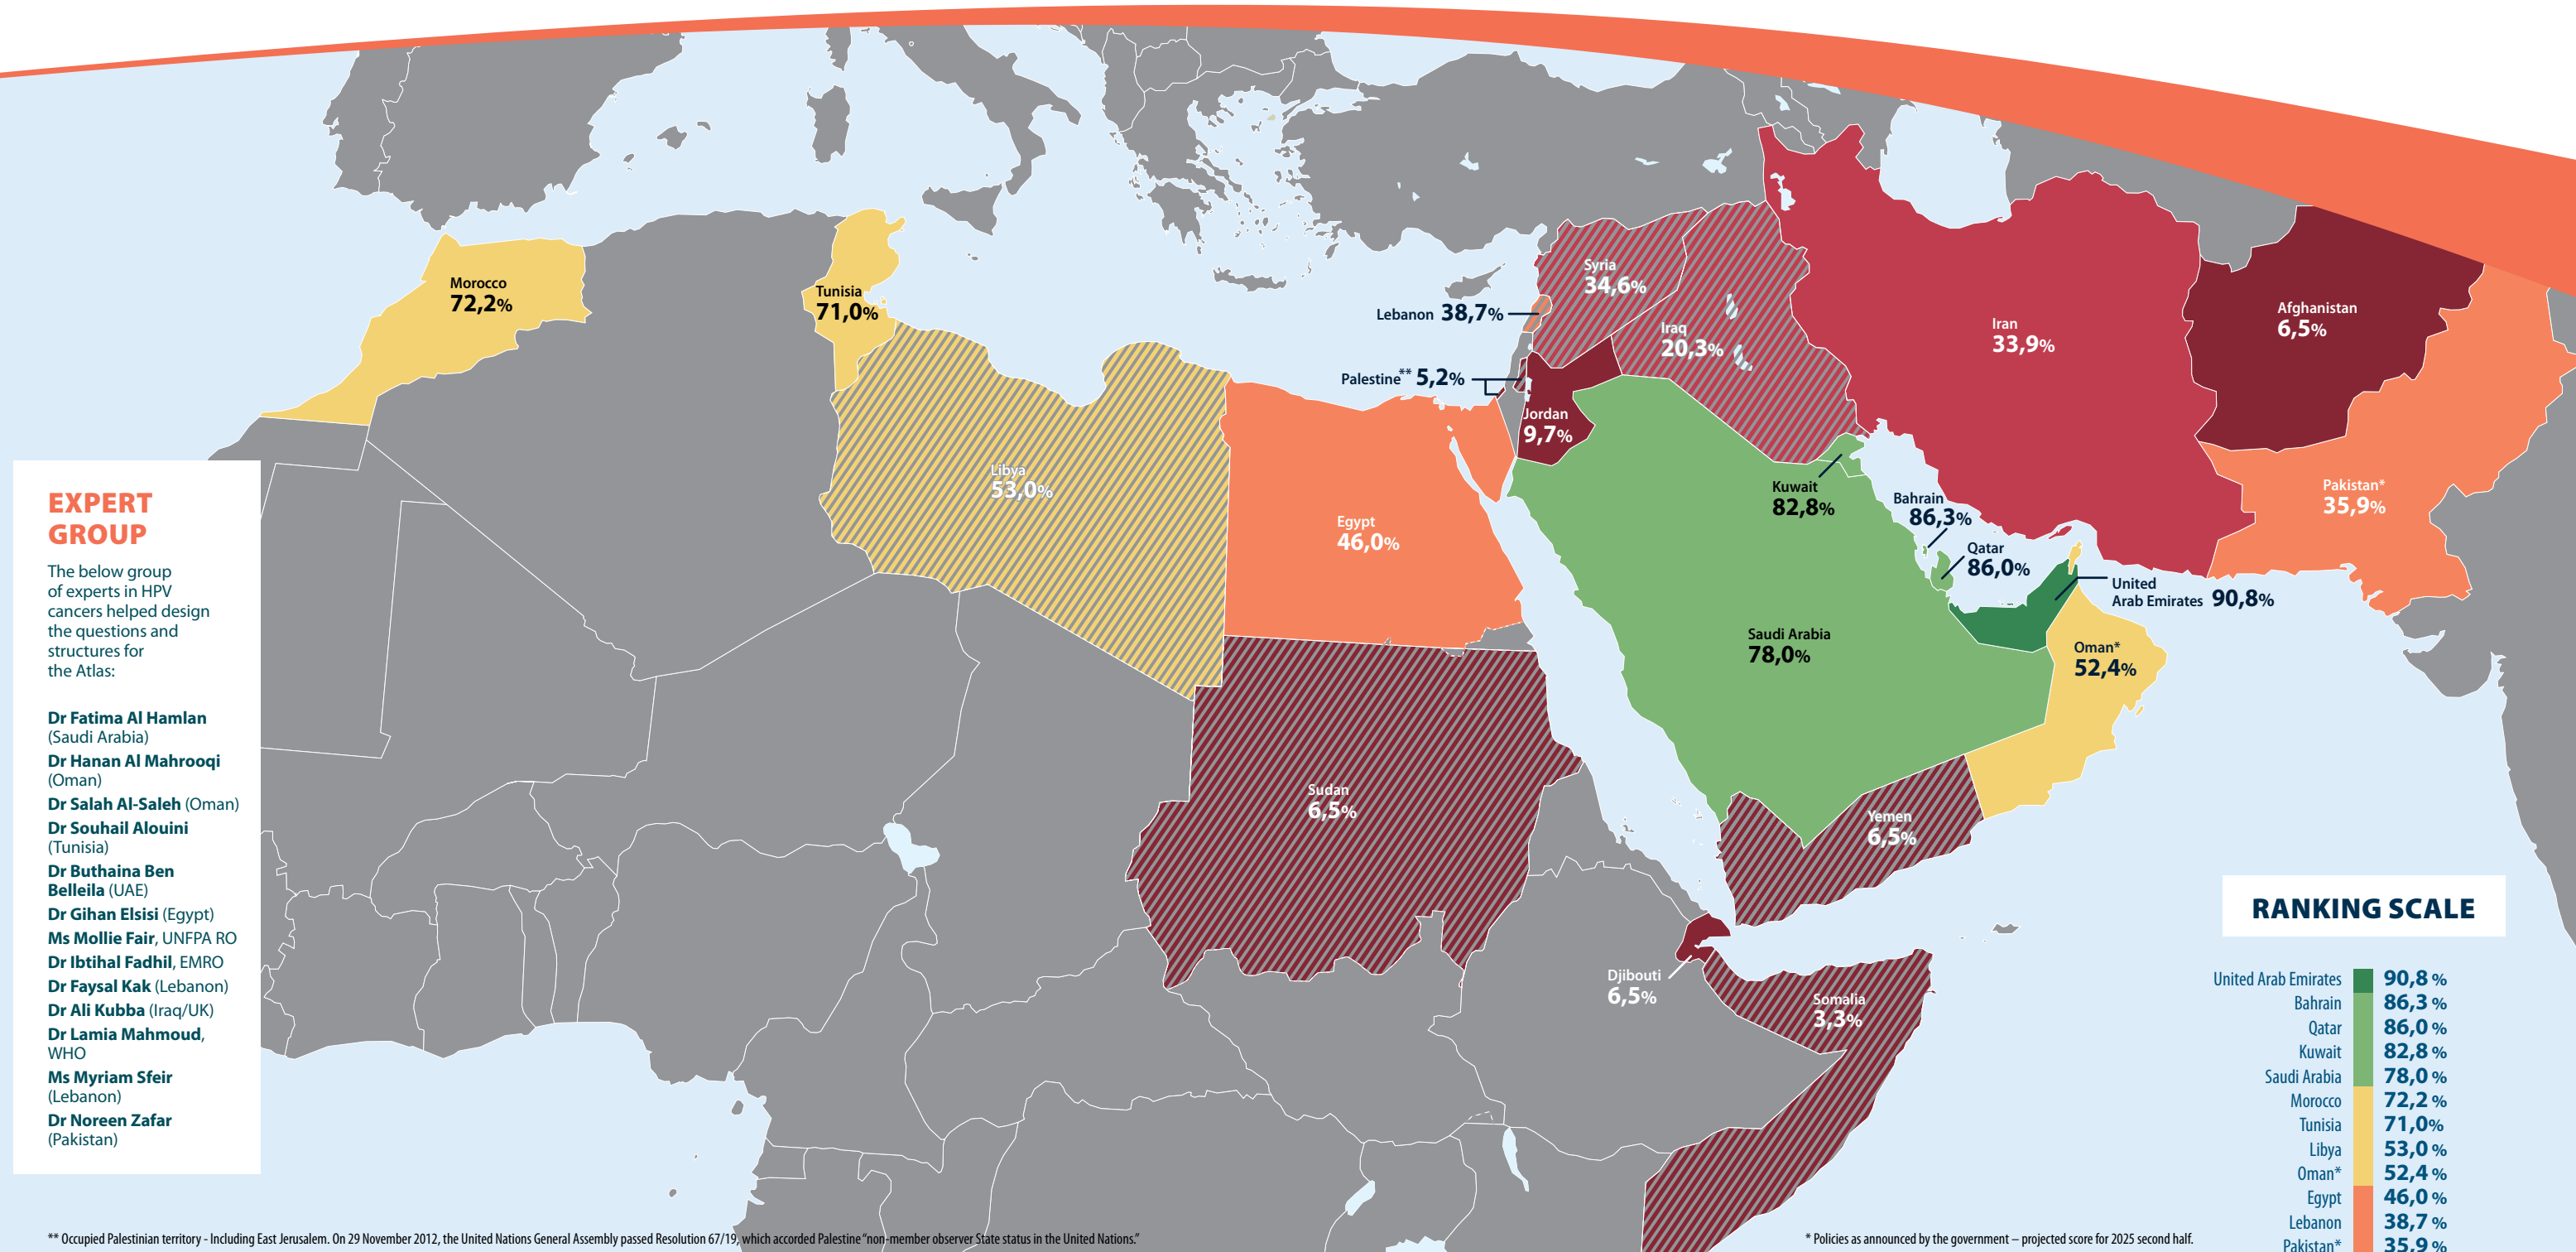 Morocco
72,2%
Tunisia
71,0%
Libya
53,0%
Egypt
46,0%
Sudan
6,5%
Lebanon 38,7%
Palestine** 5,2%
Syria
34,6%
Iraq
20,3%
Jordan
9,7%
Iran
33,9%
Afghanistan
6,5%
Pakistan*
35,9%
Kuwait
82,8%
Bahrain
86,3%
Qatar
86,0%
United
Arab Emirates 90,8%
Saudi Arabia
78,0%
Oman*
52,4%
Yemen
6,5%
Djibouti
6,5%
Somalia
3,3%
EXPERT
GROUP
The below group
of experts in HPV
cancers helped design
the questions and
structures for
the Atlas:
Dr Fatima Al Hamlan
(Saudi Arabia)
Dr Hanan Al Mahrooqi
(Oman)
Dr Salah Al-Saleh (Oman)
Dr Souhail Alouini
(Tunisia)
Dr Buthaina Ben
Belleila (UAE)
Dr Gihan Elsisi (Egypt)
Ms Mollie Fair, UNFPA RO
Dr Ibtihal Fadhil, EMRO
Dr Faysal Kak (Lebanon)
Dr Ali Kubba (Iraq/UK)
Dr Lamia Mahmoud,
WHO
Ms Myriam Sfeir
(Lebanon)
Dr Noreen Zafar
(Pakistan)
RANKING SCALE
United Arab Emirates 90,8 %
Bahrain 86,3 %
Qatar 86,0 %
Kuwait 82,8 %
Saudi Arabia 78,0 %
Morocco 72,2 %
Tunisia 71,0%
Libya 53,0 %
Oman* 52,4 %
Egypt 46,0 %
Lebanon 38,7 %
Pakistan* 35,9 %
** Occupied Palestinian territory - Including East Jerusalem. On 29 November 2012, the United Nations General Assembly passed Resolution 67/19, which accorded Palestine “non-member observer State status in the United Nations.”
* Policies as announced by the government – projected score for 2025 second half.